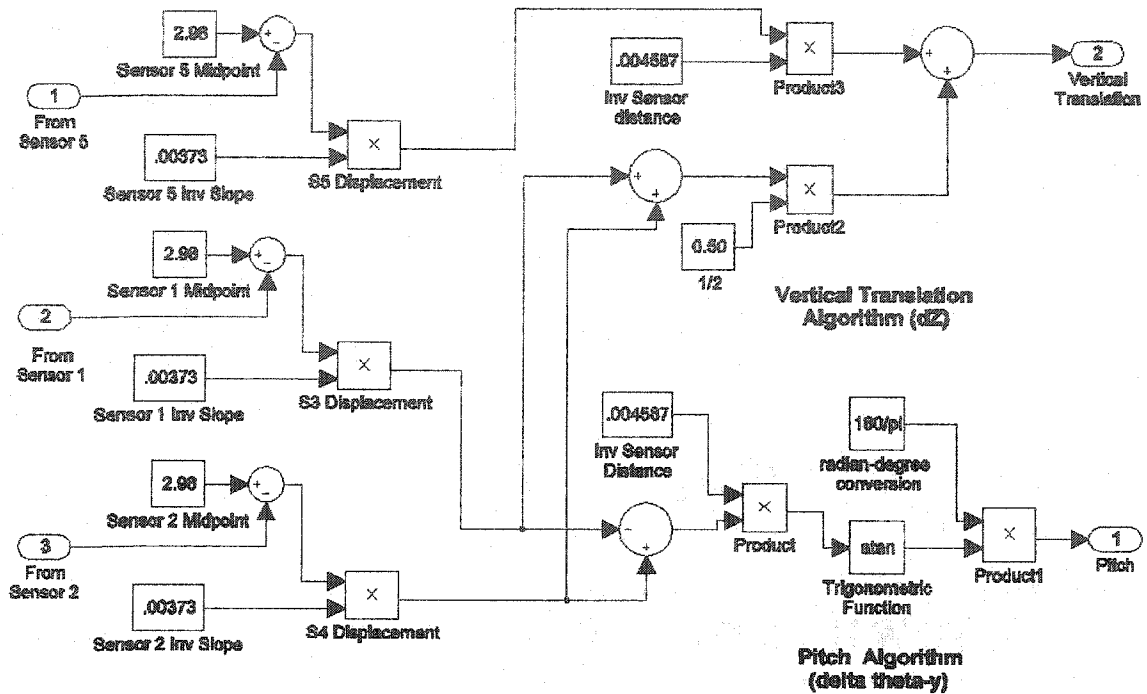 2.98
Sensor 5 Midpoint
1
From
Sensor 5
.00373
Sensor 5 Inv Slope
×
S5 Displacement
.004587
Inv Sensor
distance
×
Product3
2
Vertical
Translation
×
Product2
0.50
1/2
Vertical Translation
Algorithm (dZ)
2.98
Sensor 1 Midpoint
2
From
Sensor 1
.00373
Sensor 1 Inv Slope
×
S3 Displacement
.004587
Inv Sensor
Distance
180/pi
radian-degree
conversion
2.98
Sensor 2 Midpoint
3
From
Sensor 2
.00373
Sensor 2 Inv Slope
×
S4 Displacement
×
Product
atan
Trigonometric
Function
×
Product1
1
Pitch
Pitch Algorithm
(delta theta-y)